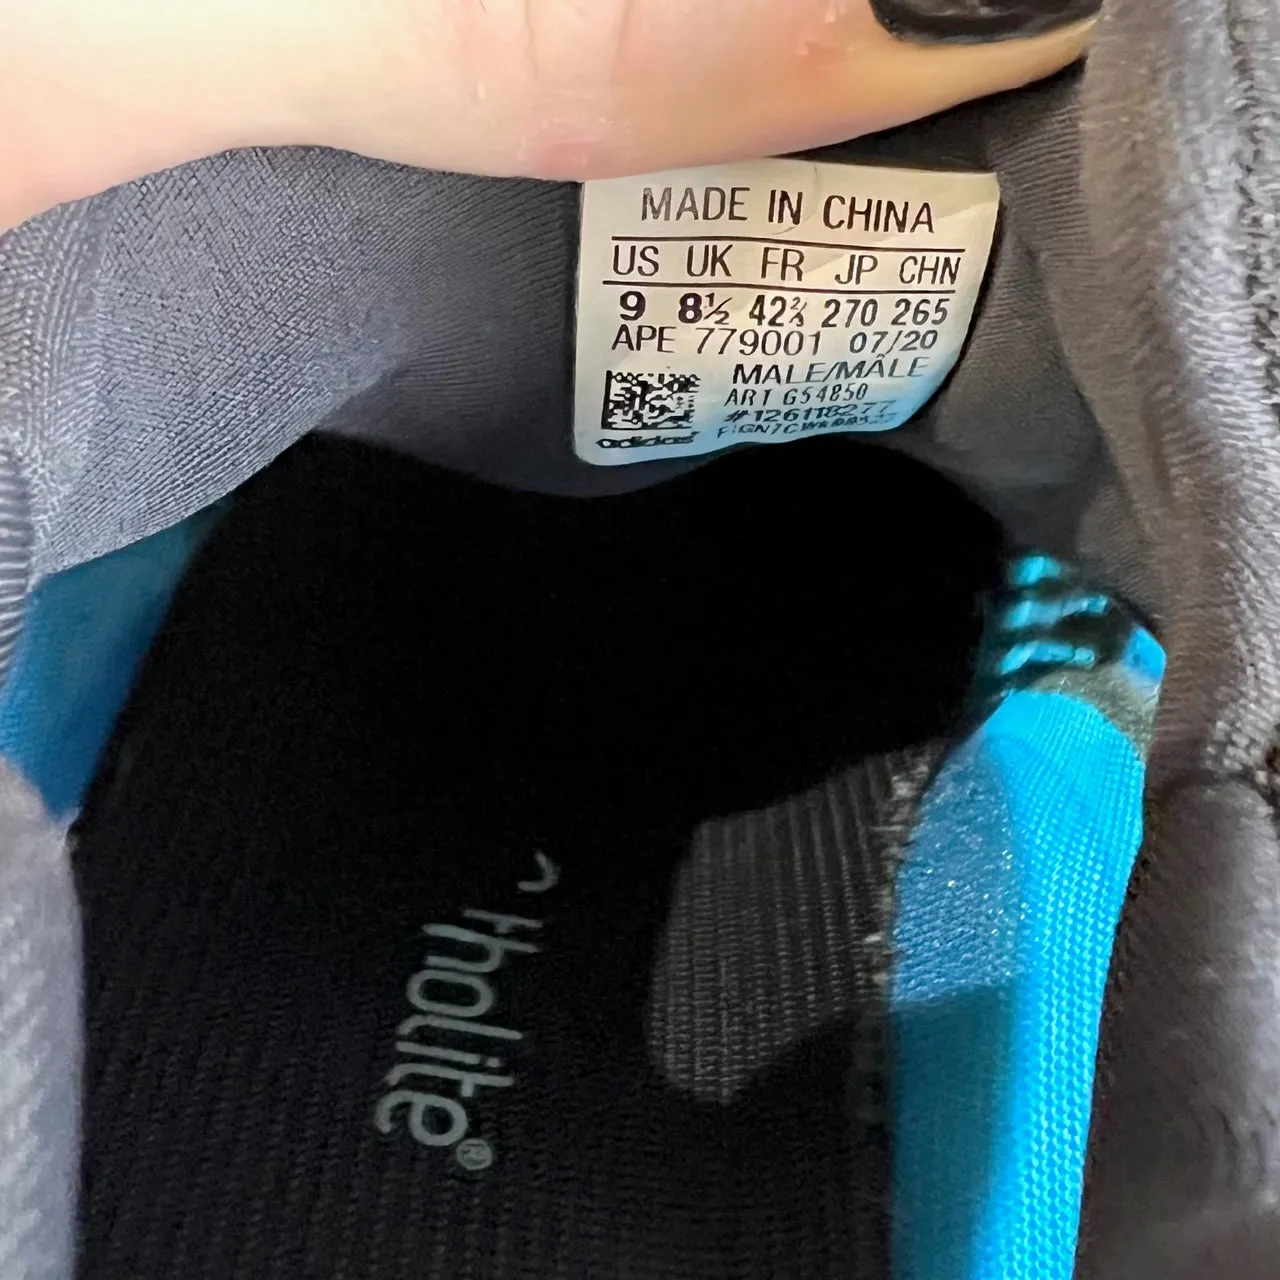 MADE IN CHINA
US UK FR JP CHN
9 8½ 42⅔ 270 265
APE 779001 07/20
MALE/MÂLE
ART G54850
#126118277
adidas
rtholite®